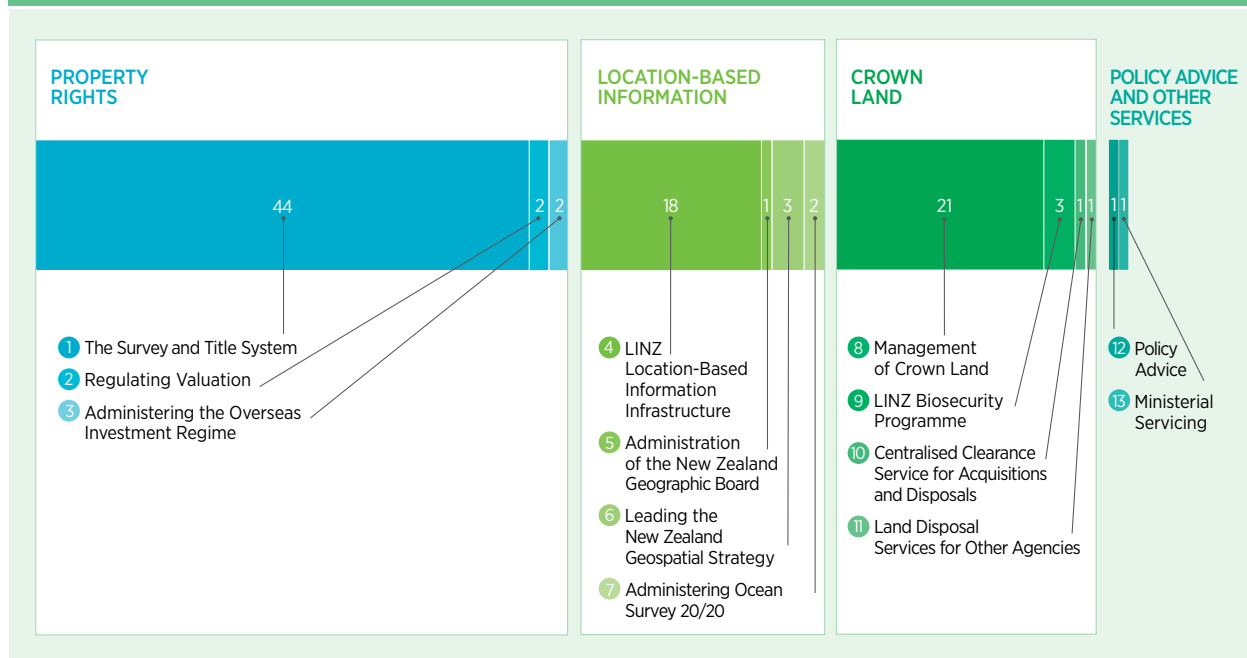 PROPERTY
RIGHTS
44
2
2
1 The Survey and Title System
2 Regulating Valuation
3 Administering the Overseas
Investment Regime
LOCATION-BASED
INFORMATION
18
1
3
2
4 LINZ
Location-Based
Information
Infrastructure
5 Administration
of the New Zealand
Geographic Board
6 Leading the
New Zealand
Geospatial Strategy
7 Administering Ocean
Survey 20/20
CROWN
LAND
21
3
1
1
8 Management
of Crown Land
9 LINZ Biosecurity
Programme
10 Centralised Clearance
Service for Acquisitions
and Disposals
11 Land Disposal
Services for Other Agencies
POLICY ADVICE
AND OTHER
SERVICES
1
1
12 Policy
Advice
13 Ministerial
Servicing